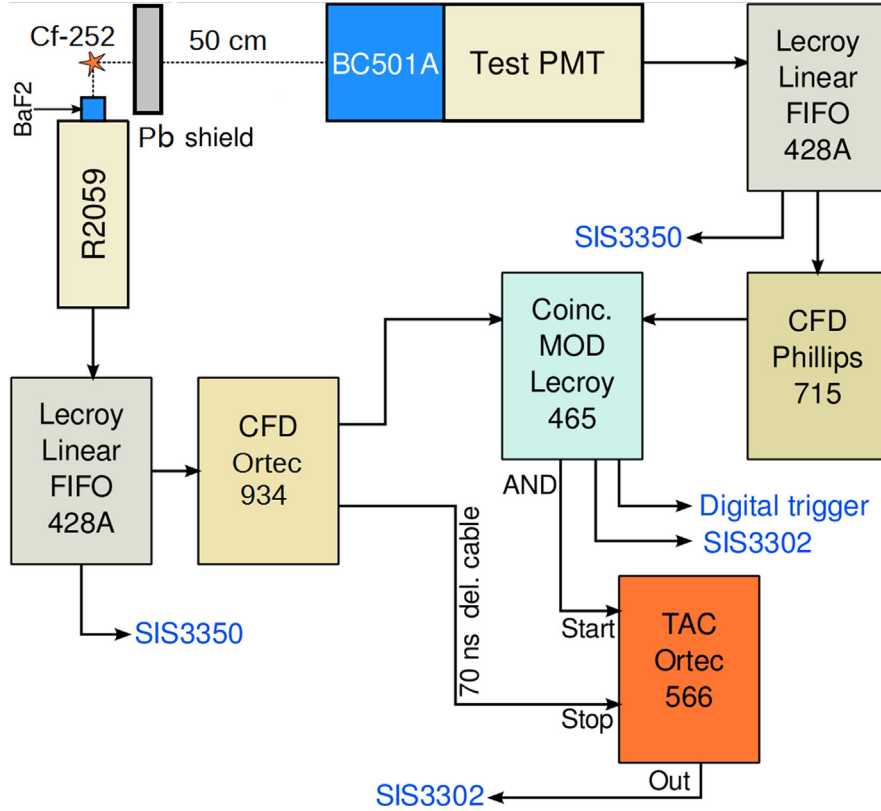 Cf-252
50 cm
BC501A
Test PMT
Lecroy
Linear
FIFO
428A
BaF2
Pb shield
R2059
SIS3350
Coinc.
MOD
Lecroy
465
CFD
Phillips
715
Lecroy
Linear
FIFO
428A
CFD
Ortec
934
AND
Digital trigger
SIS3302
70 ns del. cable
SIS3350
Start
Stop
TAC
Ortec
566
Out
SIS3302